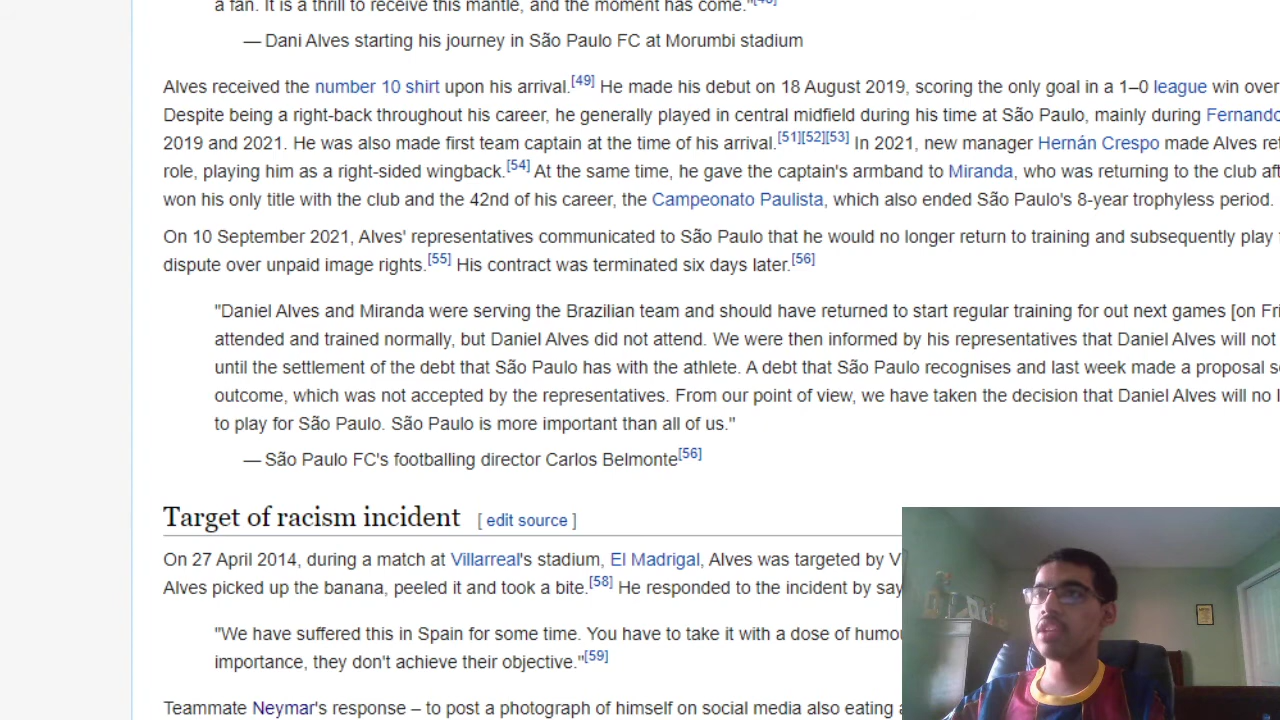 a fan. It is a thrill to receive this mantle, and the moment has come."[48]
— Dani Alves starting his journey in São Paulo FC at Morumbi stadium
Alves received the number 10 shirt upon his arrival.[49] He made his debut on 18 August 2019, scoring the only goal in a 1–0 league win over
Despite being a right-back throughout his career, he generally played in central midfield during his time at São Paulo, mainly during Fernando
2019 and 2021. He was also made first team captain at the time of his arrival.[51][52][53] In 2021, new manager Hernán Crespo made Alves
role, playing him as a right-sided wingback.[54] At the same time, he gave the captain's armband to Miranda, who was returning to the club
won his only title with the club and the 42nd of his career, the Campeonato Paulista, which also ended São Paulo's 8-year trophyless period.
On 10 September 2021, Alves' representatives communicated to São Paulo that he would no longer return to training and subsequently play
dispute over unpaid image rights.[55] His contract was terminated six days later.[56]
"Daniel Alves and Miranda were serving the Brazilian team and should have returned to start regular training for out next games [on
attended and trained normally, but Daniel Alves did not attend. We were then informed by his representatives that Daniel Alves will not
until the settlement of the debt that São Paulo has with the athlete. A debt that São Paulo recognises and last week made a proposal
outcome, which was not accepted by the representatives. From our point of view, we have taken the decision that Daniel Alves will no
to play for São Paulo. São Paulo is more important than all of us."
— São Paulo FC's footballing director Carlos Belmonte[56]
Target of racism incident [ edit source ]
On 27 April 2014, during a match at Villarreal's stadium, El Madrigal, Alves was targeted by
Alves picked up the banana, peeled it and took a bite.[58] He responded to the incident by
"We have suffered this in Spain for some time. You have to take it with a dose of
importance, they don't achieve their objective."[59]
Teammate Neymar's response – to post a photograph of himself on social media also eating